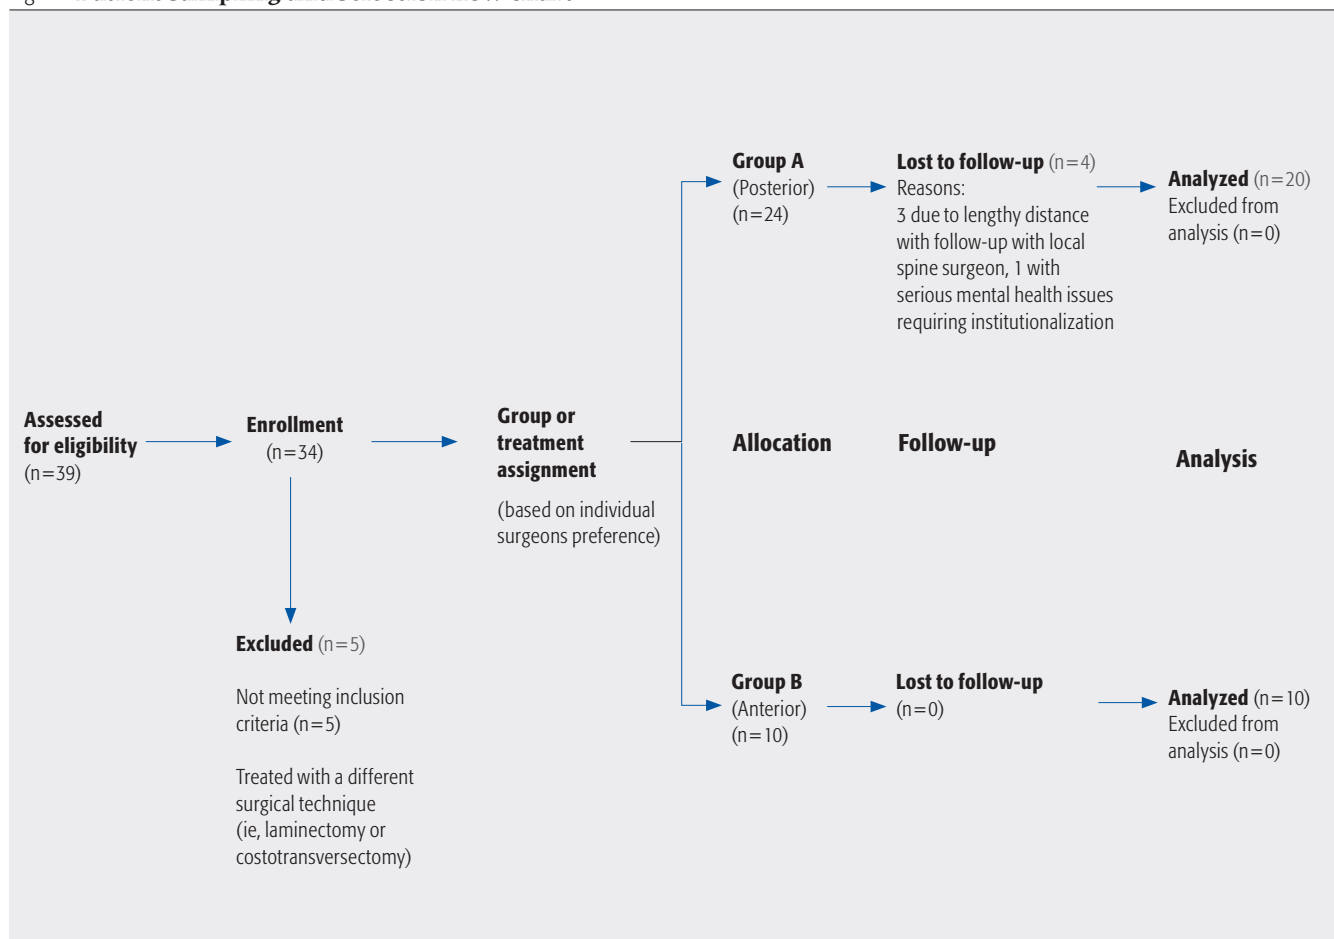 Assessed
for eligibility
(n=39)
Enrollment
(n=34)
Excluded (n=5)
Not meeting inclusion
criteria (n=5)
Treated with a different
surgical technique
(ie, laminectomy or
costotransversectomy)
Group or
treatment
assignment
(based on individual
surgeons preference)
Group A
(Posterior)
(n=24)
Lost to follow-up (n=4)
Reasons:
3 due to lengthy distance
with follow-up with local
spine surgeon, 1 with
serious mental health issues
requiring institutionalization
Analyzed (n=20)
Excluded from
analysis (n=0)
Allocation
Follow-up
Analysis
Group B
(Anterior)
(n=10)
Lost to follow-up
(n=0)
Analyzed (n=10)
Excluded from
analysis (n=0)